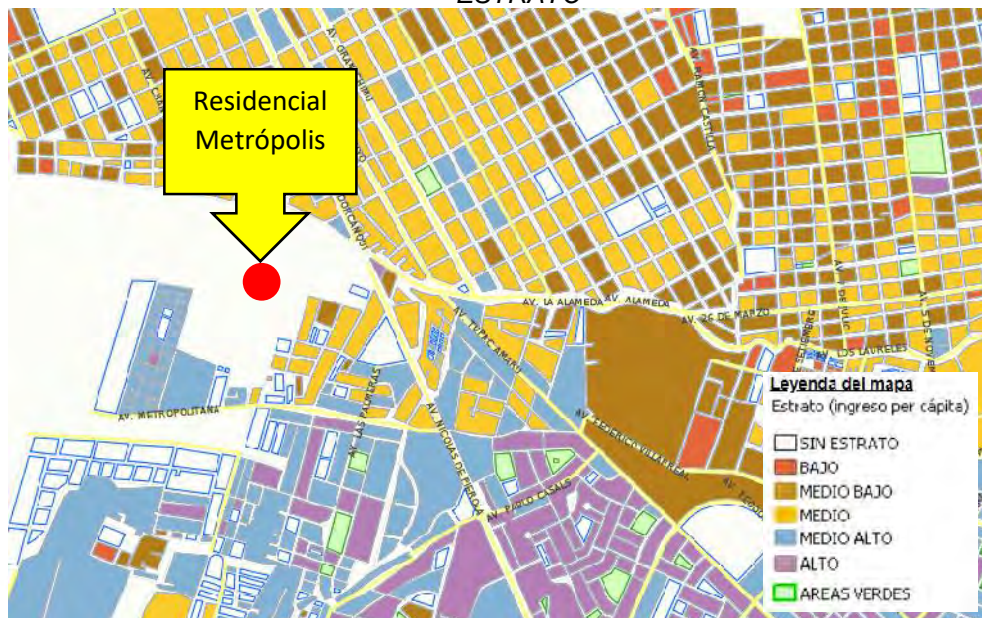 ESTRATO
Residencial
Metrópolis
AV. RAMON CASTILLA
AV. LA ALAMEDA
AV. ALAMEDA
AV. 26 DE MARZO
LOS LAURELES
AV. TUPAC AMARU
AV. METROPOLITANA
AV. LAS PALMERAS
AV. NICOLAS DE PIEROLA
AV. FEDERICO VILLAREAL
AV. PABLO CASALS
Leyenda del mapa
Estrato (ingreso per cápita)
SIN ESTRATO
BAJO
MEDIO BAJO
MEDIO
MEDIO ALTO
ALTO
AREAS VERDES